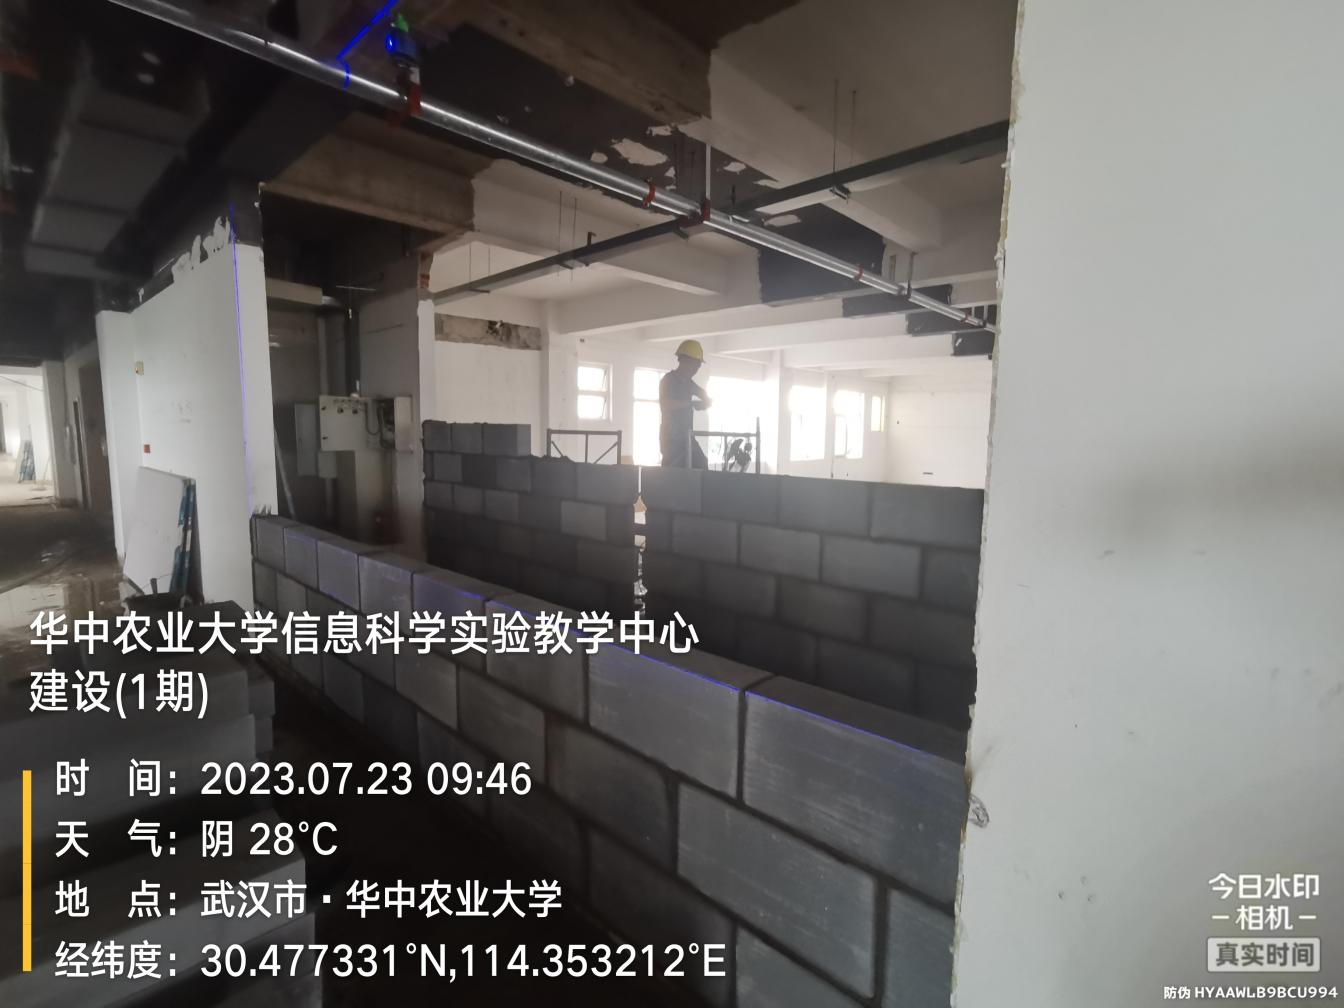 华中农业大学信息科学实验教学中心
建设(1期)
时 间：2023.07.23 09:46
天 气：阴 28°C
地 点：武汉市·华中农业大学
经纬度：30.477331°N,114.353212°E
今日水印
-相机-
真实时间
防伪 HYAAWLB9BCU994